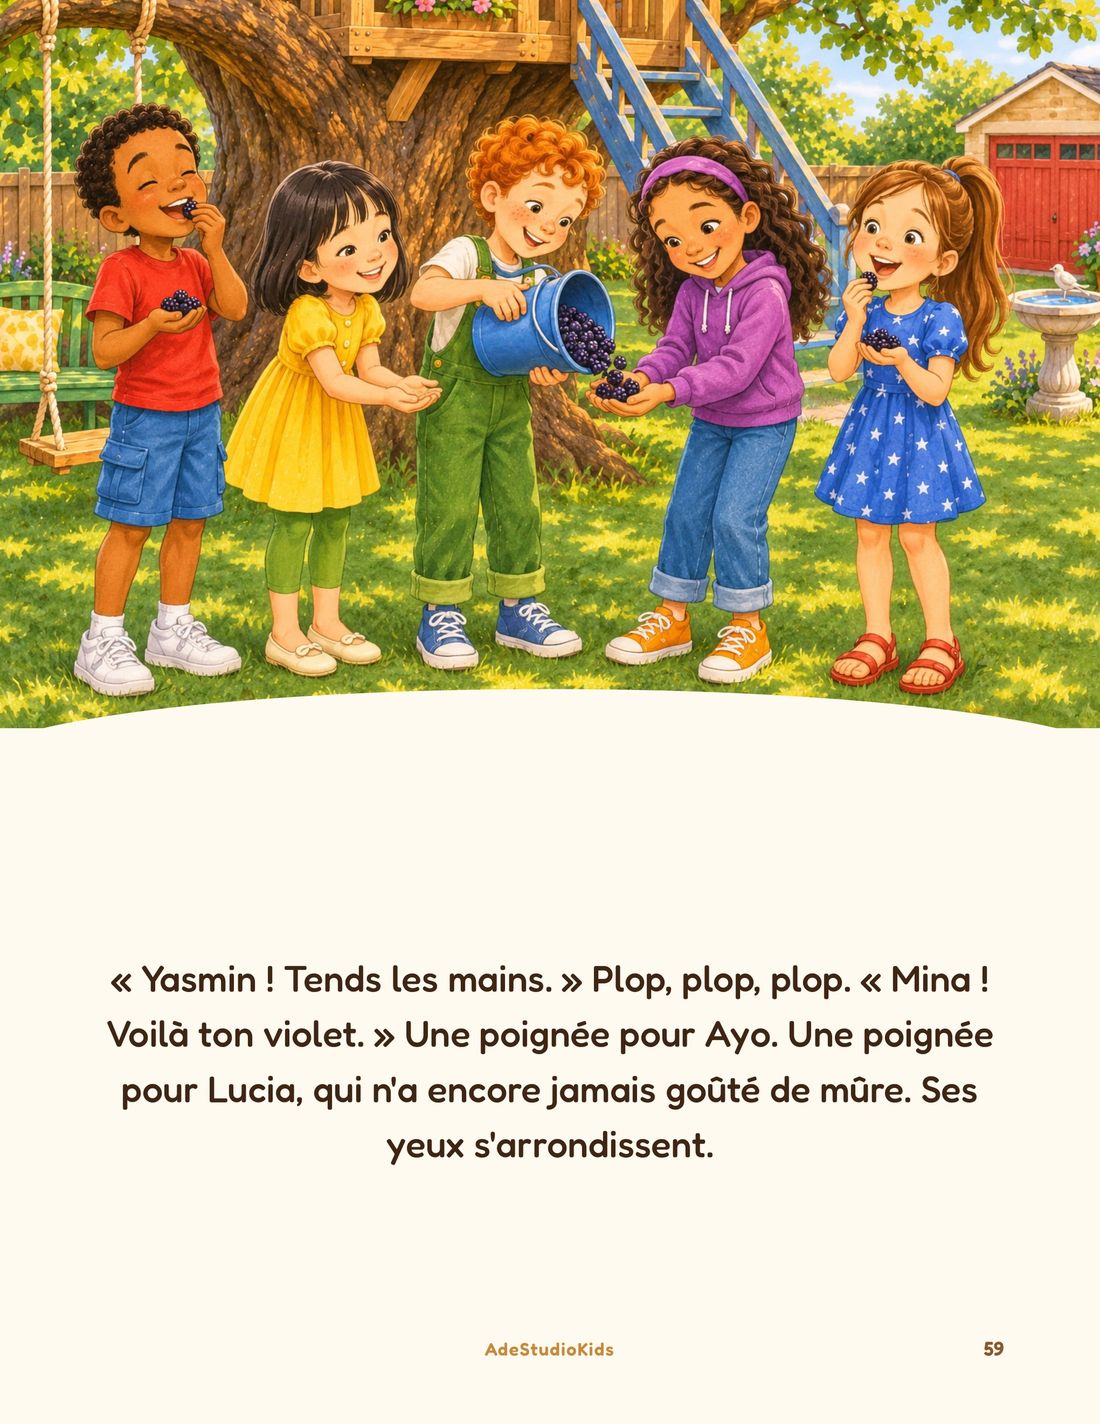 « Yasmin ! Tends les mains. » Plop, plop, plop. « Mina !
Voilà ton violet. » Une poignée pour Ayo. Une poignée
pour Lucia, qui n'a encore jamais goûté de mûre. Ses
yeux s'arrondissent.
AdeStudioKids
59